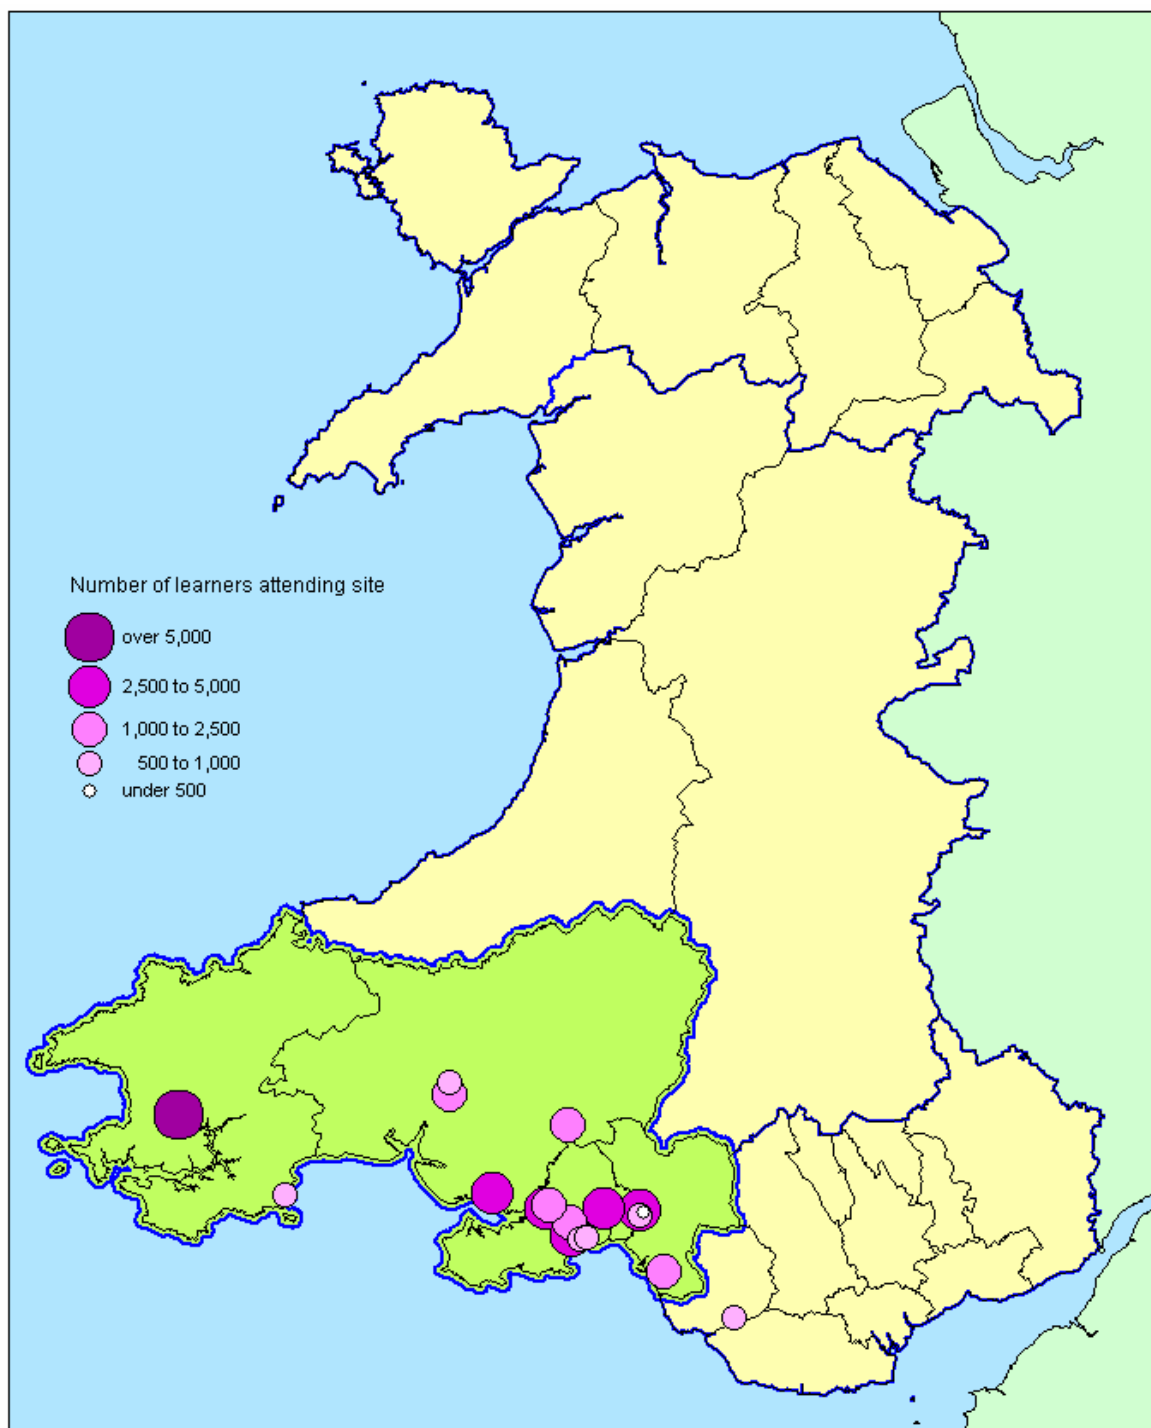 Number of learners attending site
over 5,000
2,500 to 5,000
1,000 to 2,500
500 to 1,000
under 500